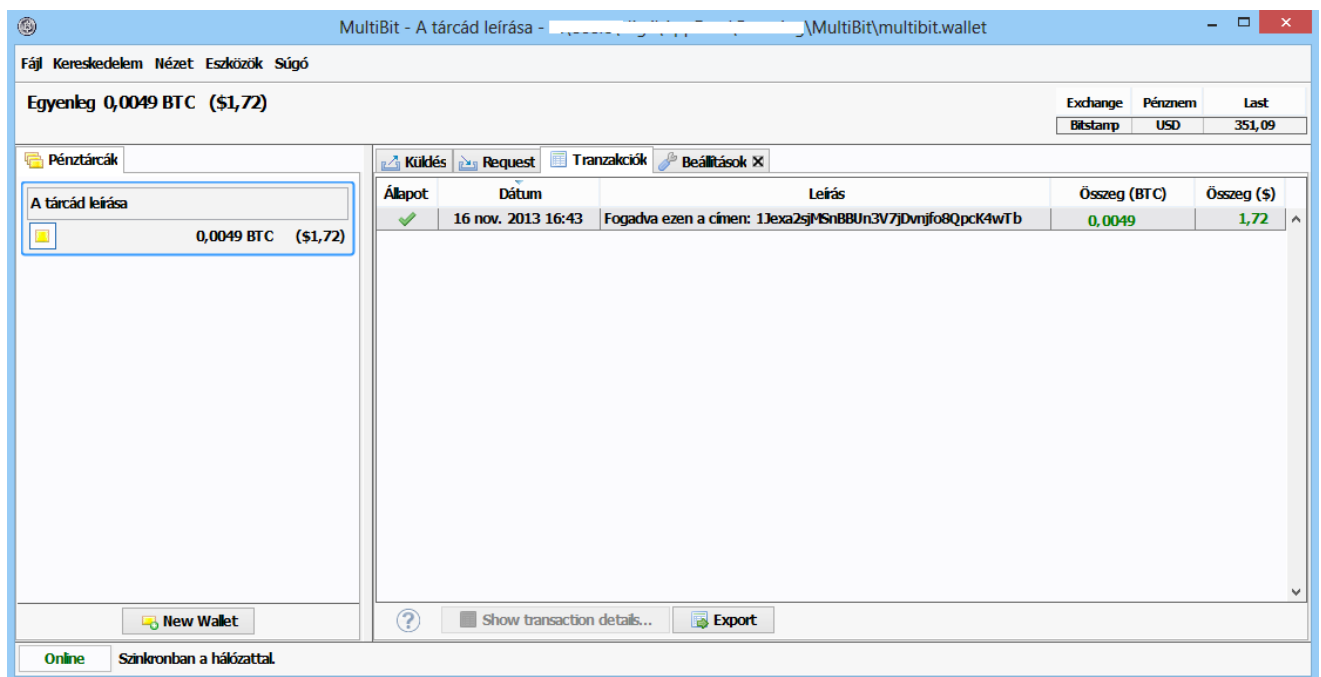 MultiBit - A tárcád leírása - \MultiBit\multibit.wallet
Fájl Kereskedelem Nézet Eszközök Súgó
Egyenleg 0,0049 BTC ($1,72)
Exchange Pénznem Last
Bitstamp USD 351,09
Pénztárcák
Küldés Request Tranzakciók Beállítások
A tárcád leírása
0,0049 BTC ($1,72)
Állapot Dátum Leírás Összeg (BTC) Összeg ($)
16 nov. 2013 16:43 Fogadva ezen a címen: 1Jexa2sjMSnBBUn3V7jDvnjfo8QpcK4wTb 0,0049 1,72
New Wallet
? Show transaction details... Export
Online Szinkronban a hálózattal.